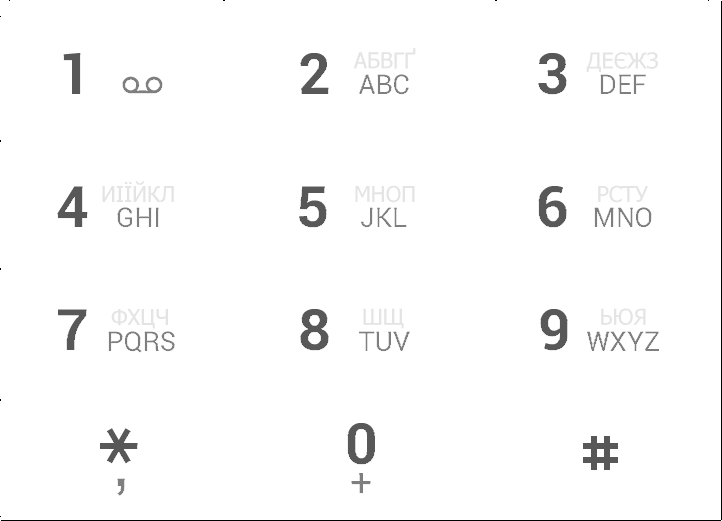 1
2 АБВГҐ
ABC
3 ДЕЄЖЗ
DEF
4 ИІЇЙКЛ
GHI
5 МНОП
JKL
6 РСТУ
MNO
7 ФХЦЧ
PQRS
8 ШЩ
TUV
9 ЬЮЯ
WXYZ
*
,
0
+
#